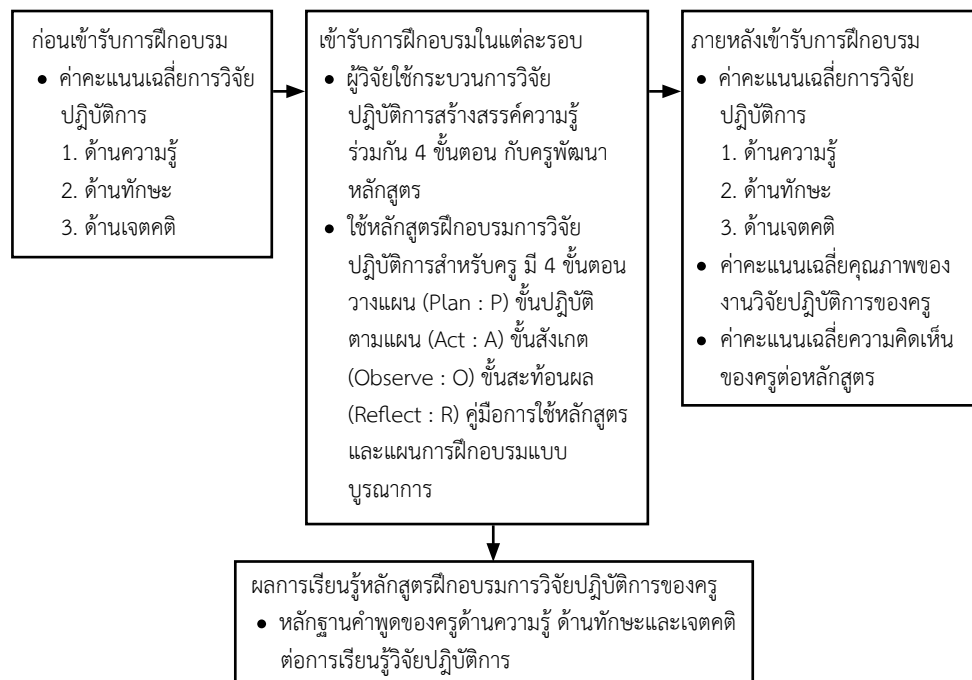 ก่อนเข้ารับการฝึกอบรม
● ค่าคะแนนเฉลี่ยการวิจัย
ปฏิบัติการ
1. ด้านความรู้
2. ด้านทักษะ
3. ด้านเจตคติ
เข้ารับการฝึกอบรมในแต่ละรอบ
● ผู้วิจัยใช้กระบวนการวิจัย
ปฏิบัติการสร้างสรรค์ความรู้
ร่วมกัน 4 ขั้นตอน กับครูพัฒนา
หลักสูตร
● ใช้หลักสูตรฝึกอบรมการวิจัย
ปฏิบัติการสำหรับครู มี 4 ขั้นตอน
วางแผน (Plan : P) ขั้นปฏิบัติ
ตามแผน (Act : A) ขั้นสังเกต
(Observe : O) ขั้นสะท้อนผล
(Reflect : R) คู่มือการใช้หลักสูตร
และแผนการฝึกอบรมแบบ
บูรณาการ
ภายหลังเข้ารับการฝึกอบรม
● ค่าคะแนนเฉลี่ยการวิจัย
ปฏิบัติการ
1. ด้านความรู้
2. ด้านทักษะ
3. ด้านเจตคติ
● ค่าคะแนนเฉลี่ยคุณภาพของ
งานวิจัยปฏิบัติการของครู
● ค่าคะแนนเฉลี่ยความคิดเห็น
ของครูต่อหลักสูตร
ผลการเรียนรู้หลักสูตรฝึกอบรมการวิจัยปฏิบัติการของครู
● หลักฐานคำพูดของครูด้านความรู้ ด้านทักษะและเจตคติ
ต่อการเรียนรู้วิจัยปฏิบัติการ